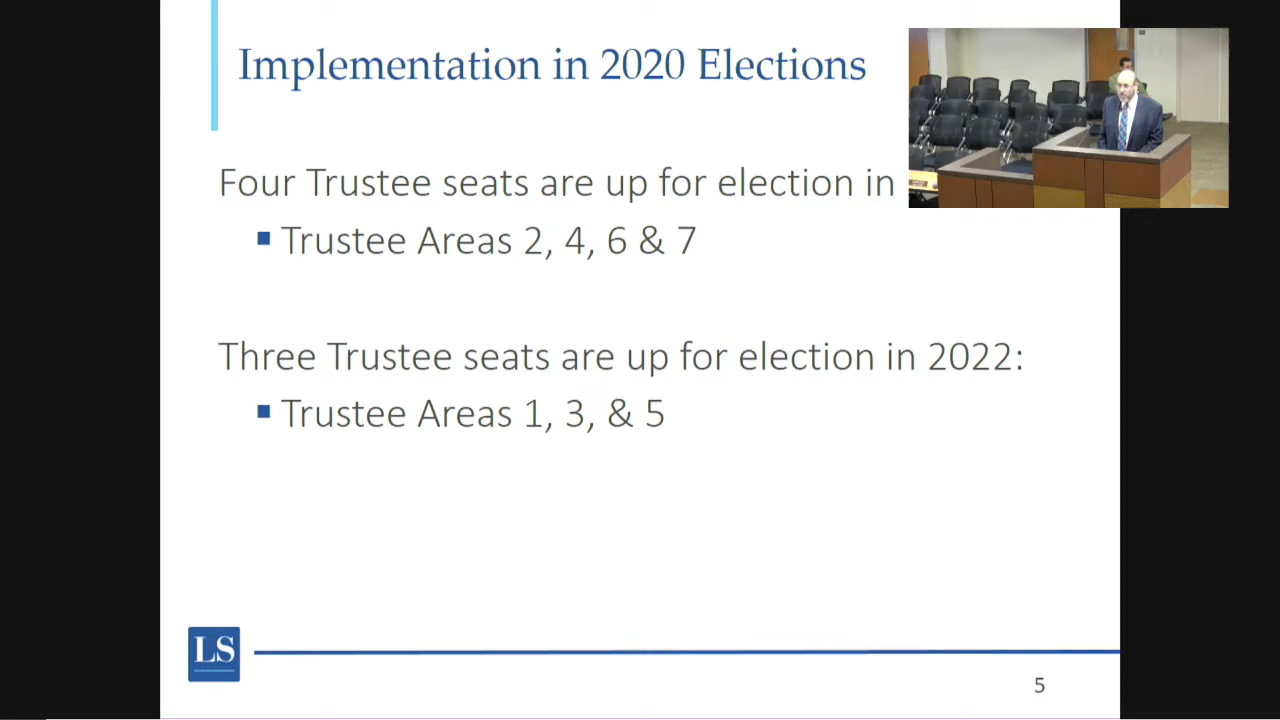 Implementation in 2020 Elections
Four Trustee seats are up for election in
▪ Trustee Areas 2, 4, 6 & 7
Three Trustee seats are up for election in 2022:
▪ Trustee Areas 1, 3, & 5
LS
5